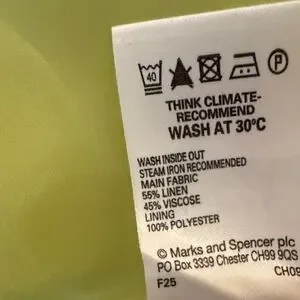 40 P
THINK CLIMATE-
RECOMMEND
WASH AT 30°C
WASH INSIDE OUT
STEAM IRON RECOMMENDED
MAIN FABRIC
55% LINEN
45% VISCOSE
LINING
100% POLYESTER
© Marks and Spencer plc
PO Box 3339 Chester CH99 9QS
F25 CH09